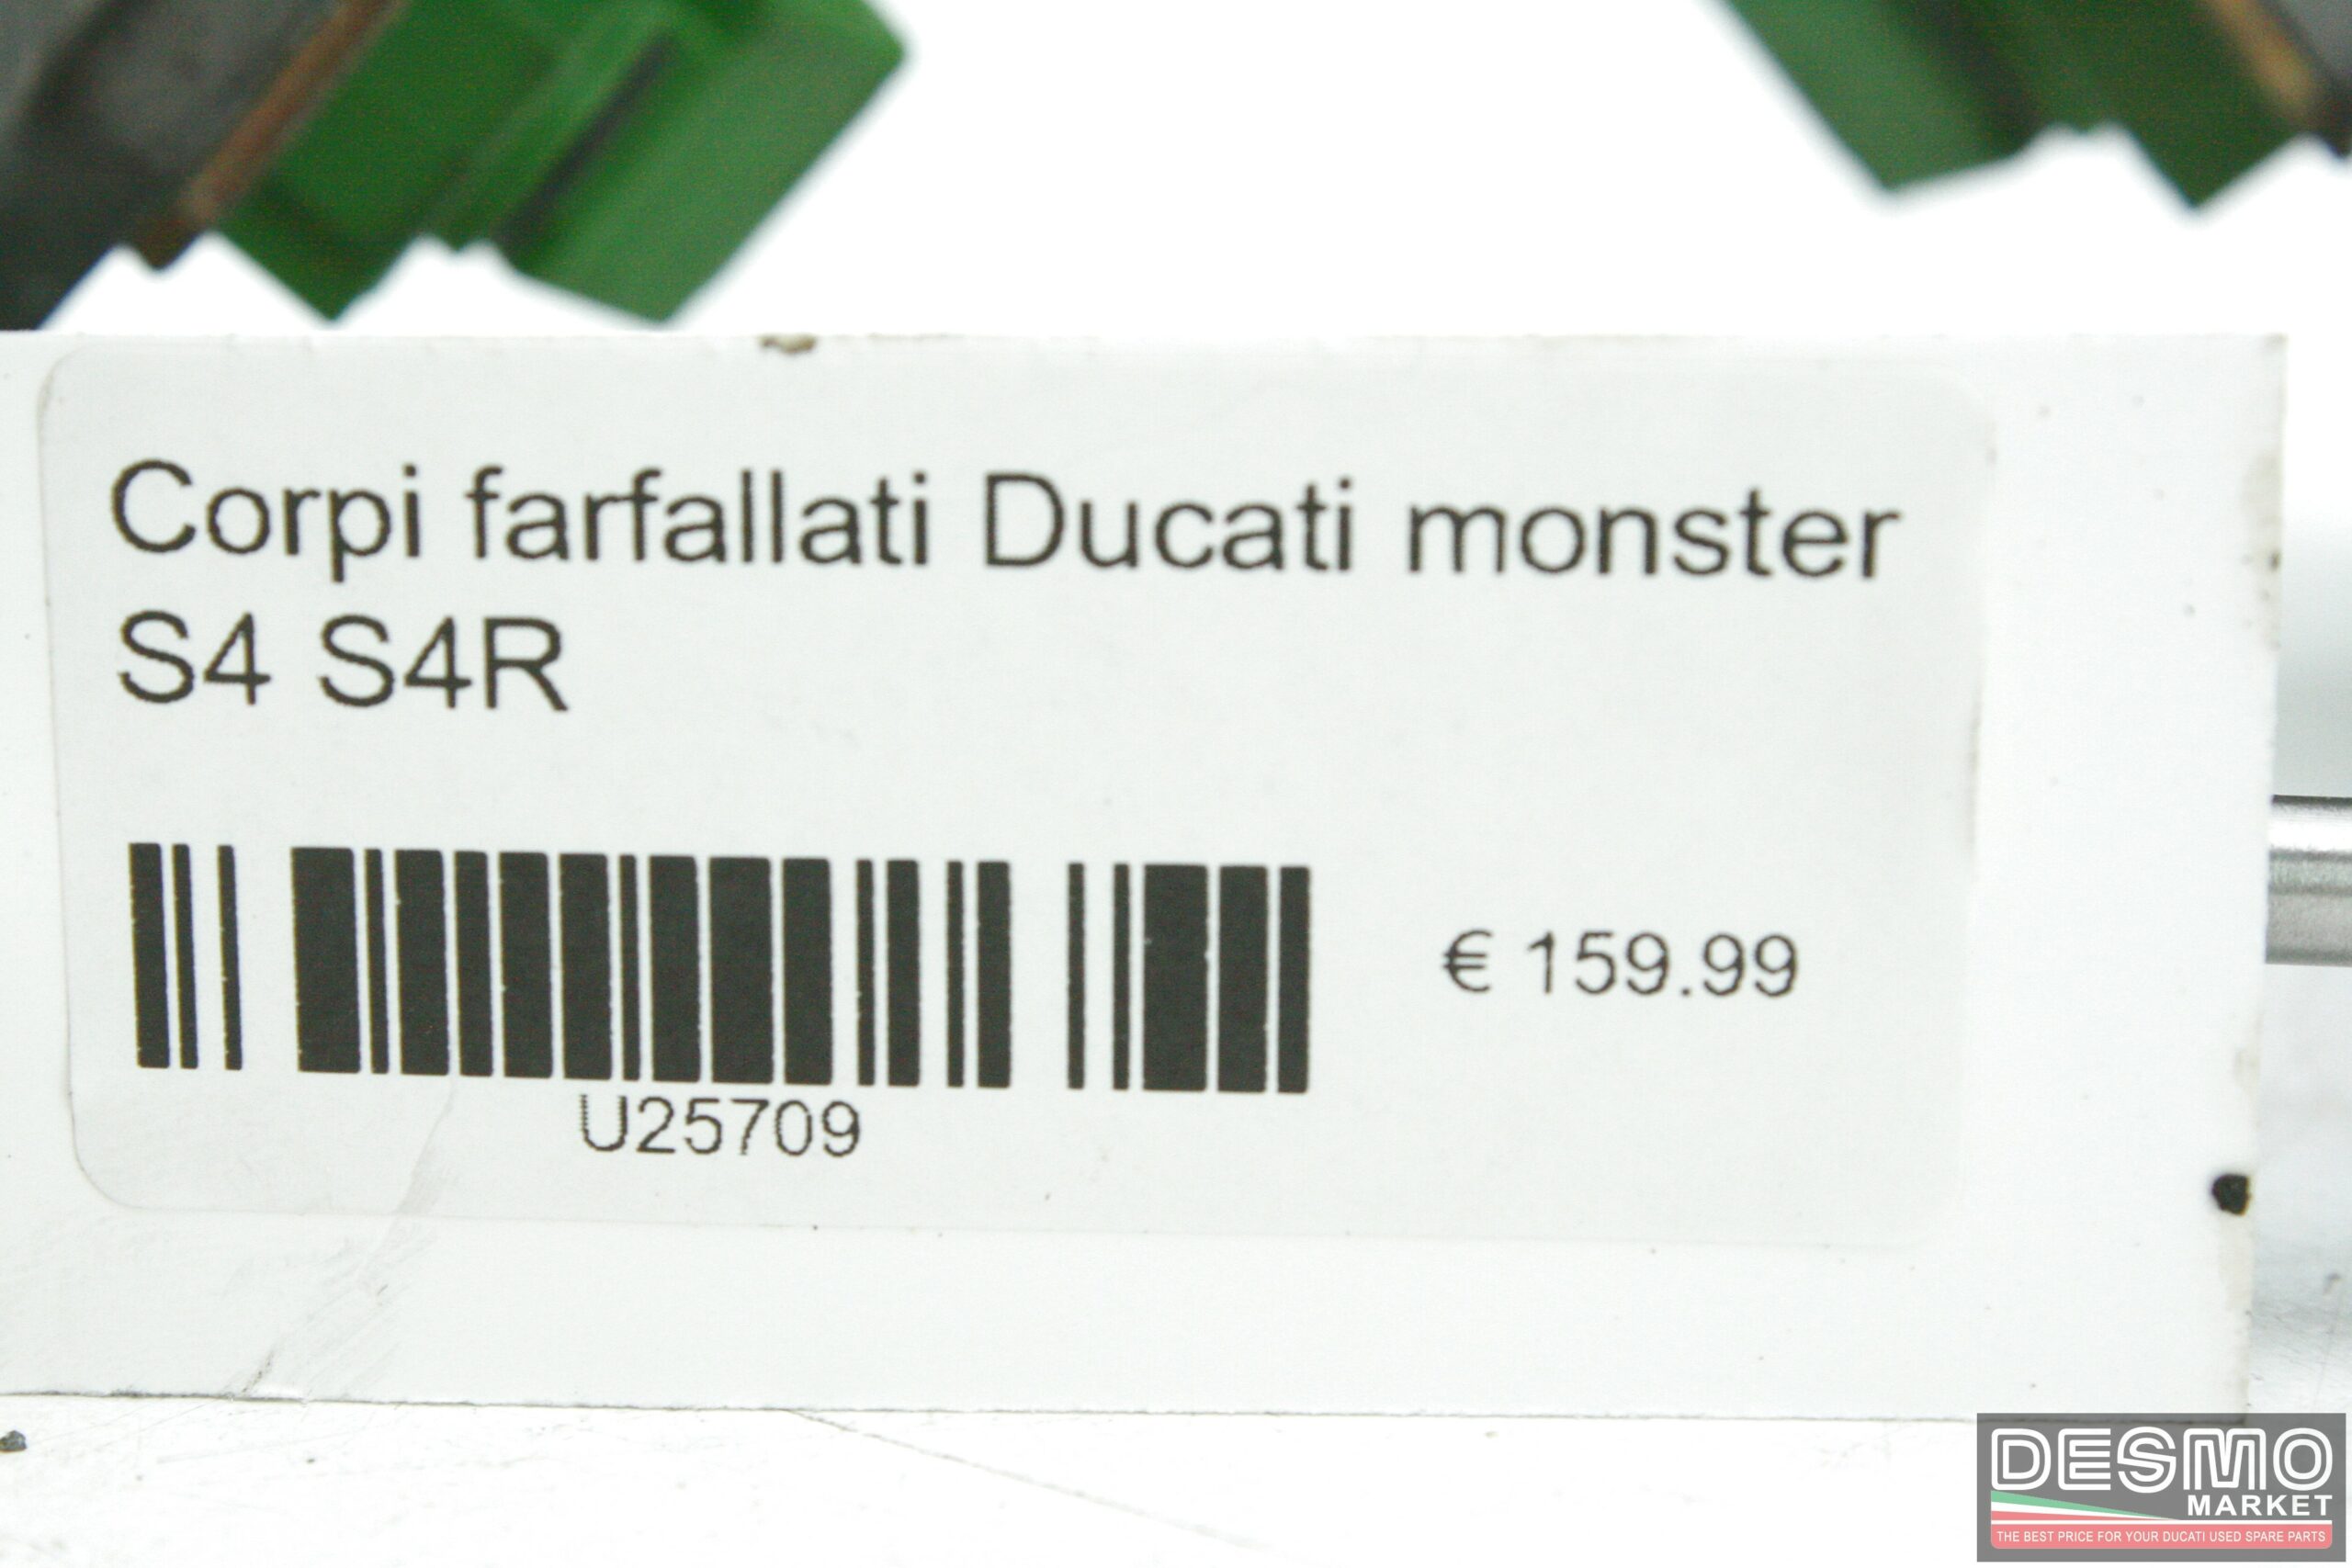 Corpi farfallati Ducati monster
S4 S4R
€ 159.99
U25709
DESMO
MARKET
THE BEST PRICE FOR YOUR DUCATI USED SPARE PARTS